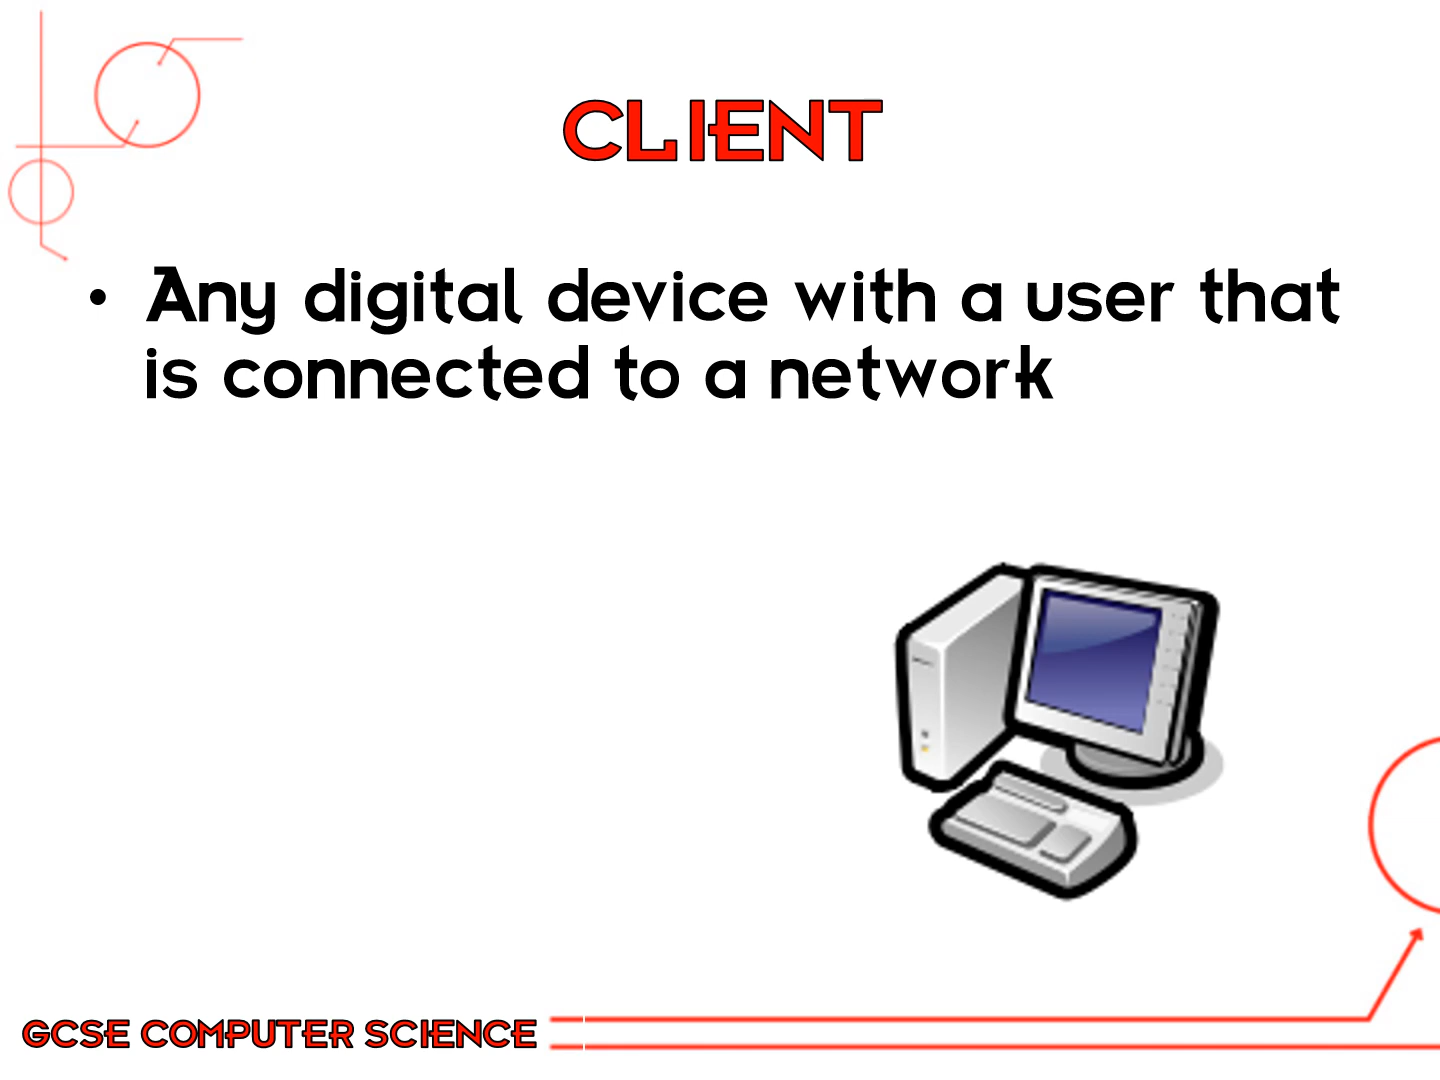 CLIENT
• Any digital device with a user that
is connected to a network
GCSE COMPUTER SCIENCE